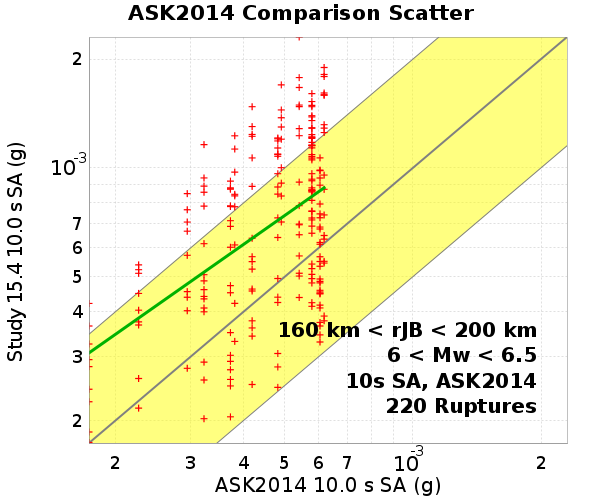 ASK2014 Comparison Scatter
Study 15.4 10.0 s SA (g)
2
10-3
7
6
5
4
3
2
160 km < rJB < 200 km
6 < Mw < 6.5
10s SA, ASK2014
220 Ruptures
2 3 4 5 6 7 10-3 2
ASK2014 10.0 s SA (g)